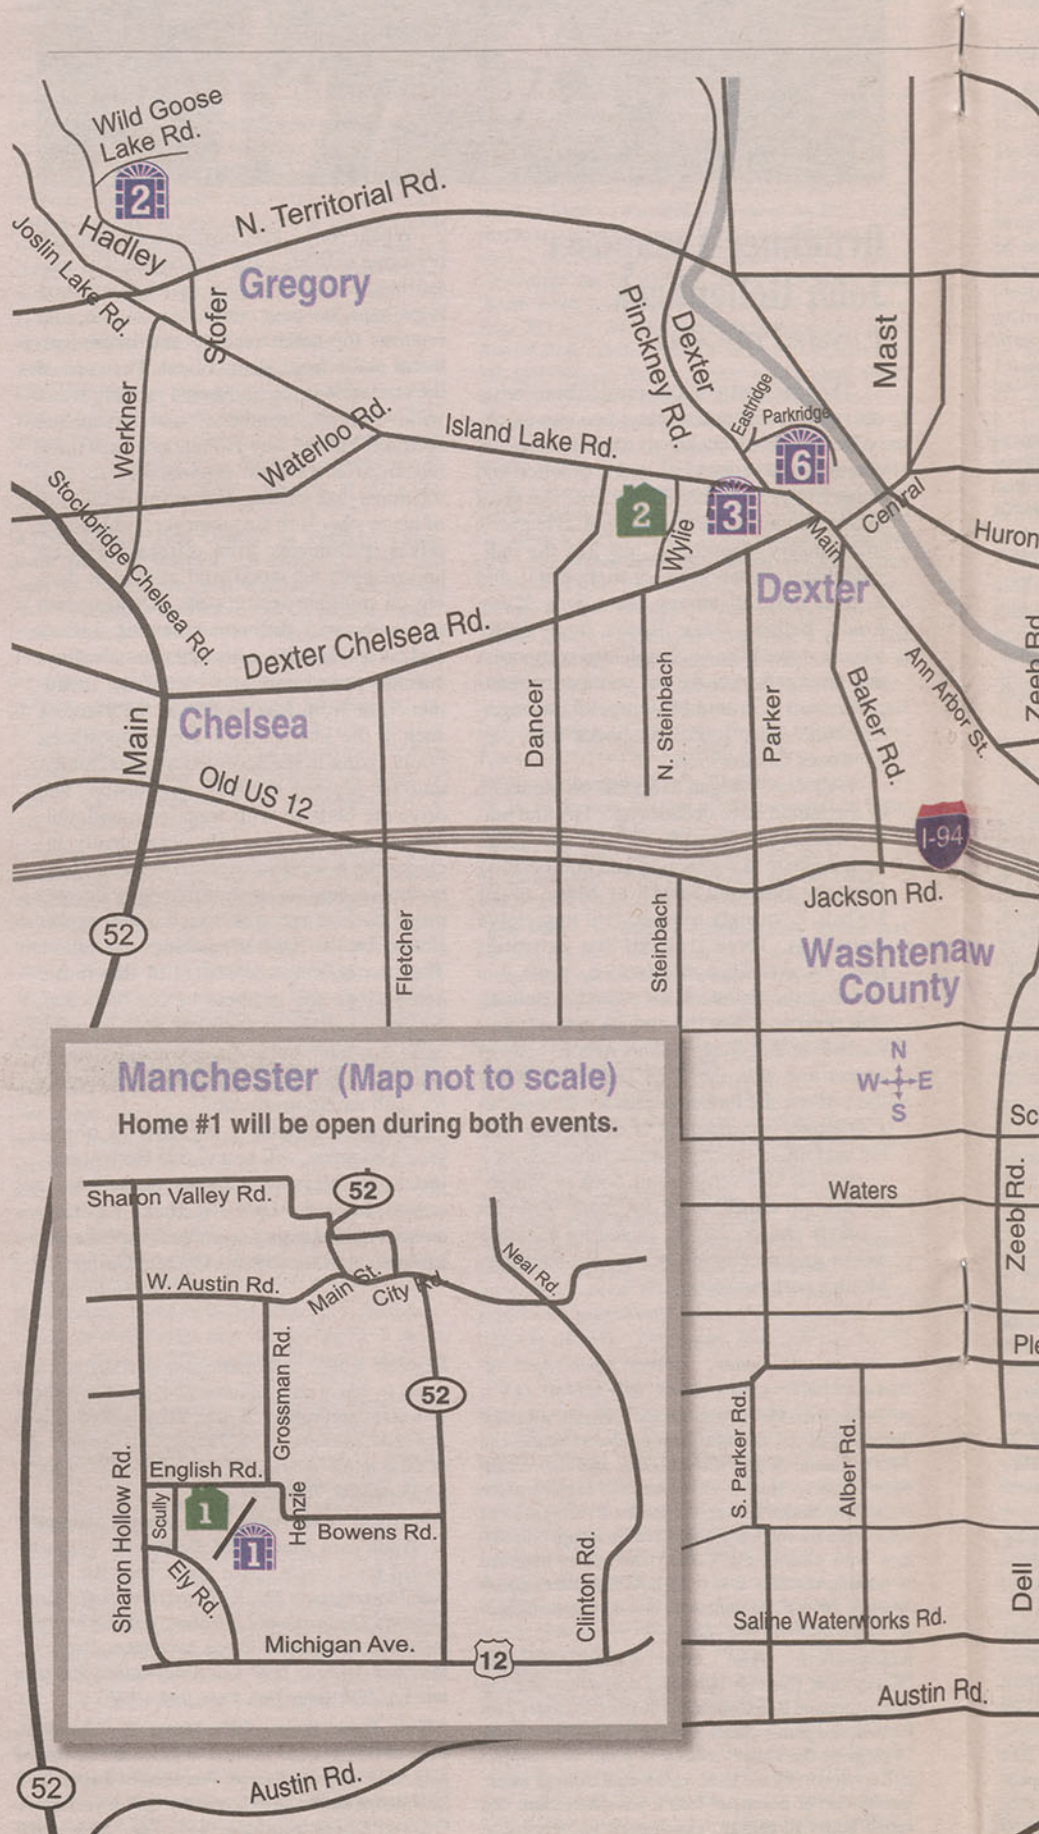 Wild Goose
Lake Rd.
2
N. Territorial Rd.
Hadley
Joslin Lake Rd.
Gregory
Stofer
Pinckney Rd.
Dexter
Mast
Eastridge
Parkridge
Werkner
Waterloo Rd.
Island Lake Rd.
6
Stockbridge Chelsea Rd.
2
3
Wylie
Main
Central
Huron
Dexter
Dexter Chelsea Rd.
Zeeb Rd
Ann Arbor St.
Baker Rd.
Main
Chelsea
Dancer
N. Steinbach
Parker
Old US 12
I-94
Jackson Rd.
52
Fletcher
Steinbach
Washtenaw
County
N
W E
S
Manchester (Map not to scale)
Home #1 will be open during both events.
Sharon Valley Rd.
52
Neal Rd.
W. Austin Rd.
Main St.
City Rd.
Grossman Rd.
52
English Rd.
Sharon Hollow Rd.
Scully
1
Henzie
1
Bowens Rd.
Ely Rd.
Clinton Rd.
Michigan Ave.
12
Sc
Waters
Zeeb Rd.
Ple
S. Parker Rd.
Alber Rd.
Dell
Saline Waterworks Rd.
Austin Rd.
52
Austin Rd.